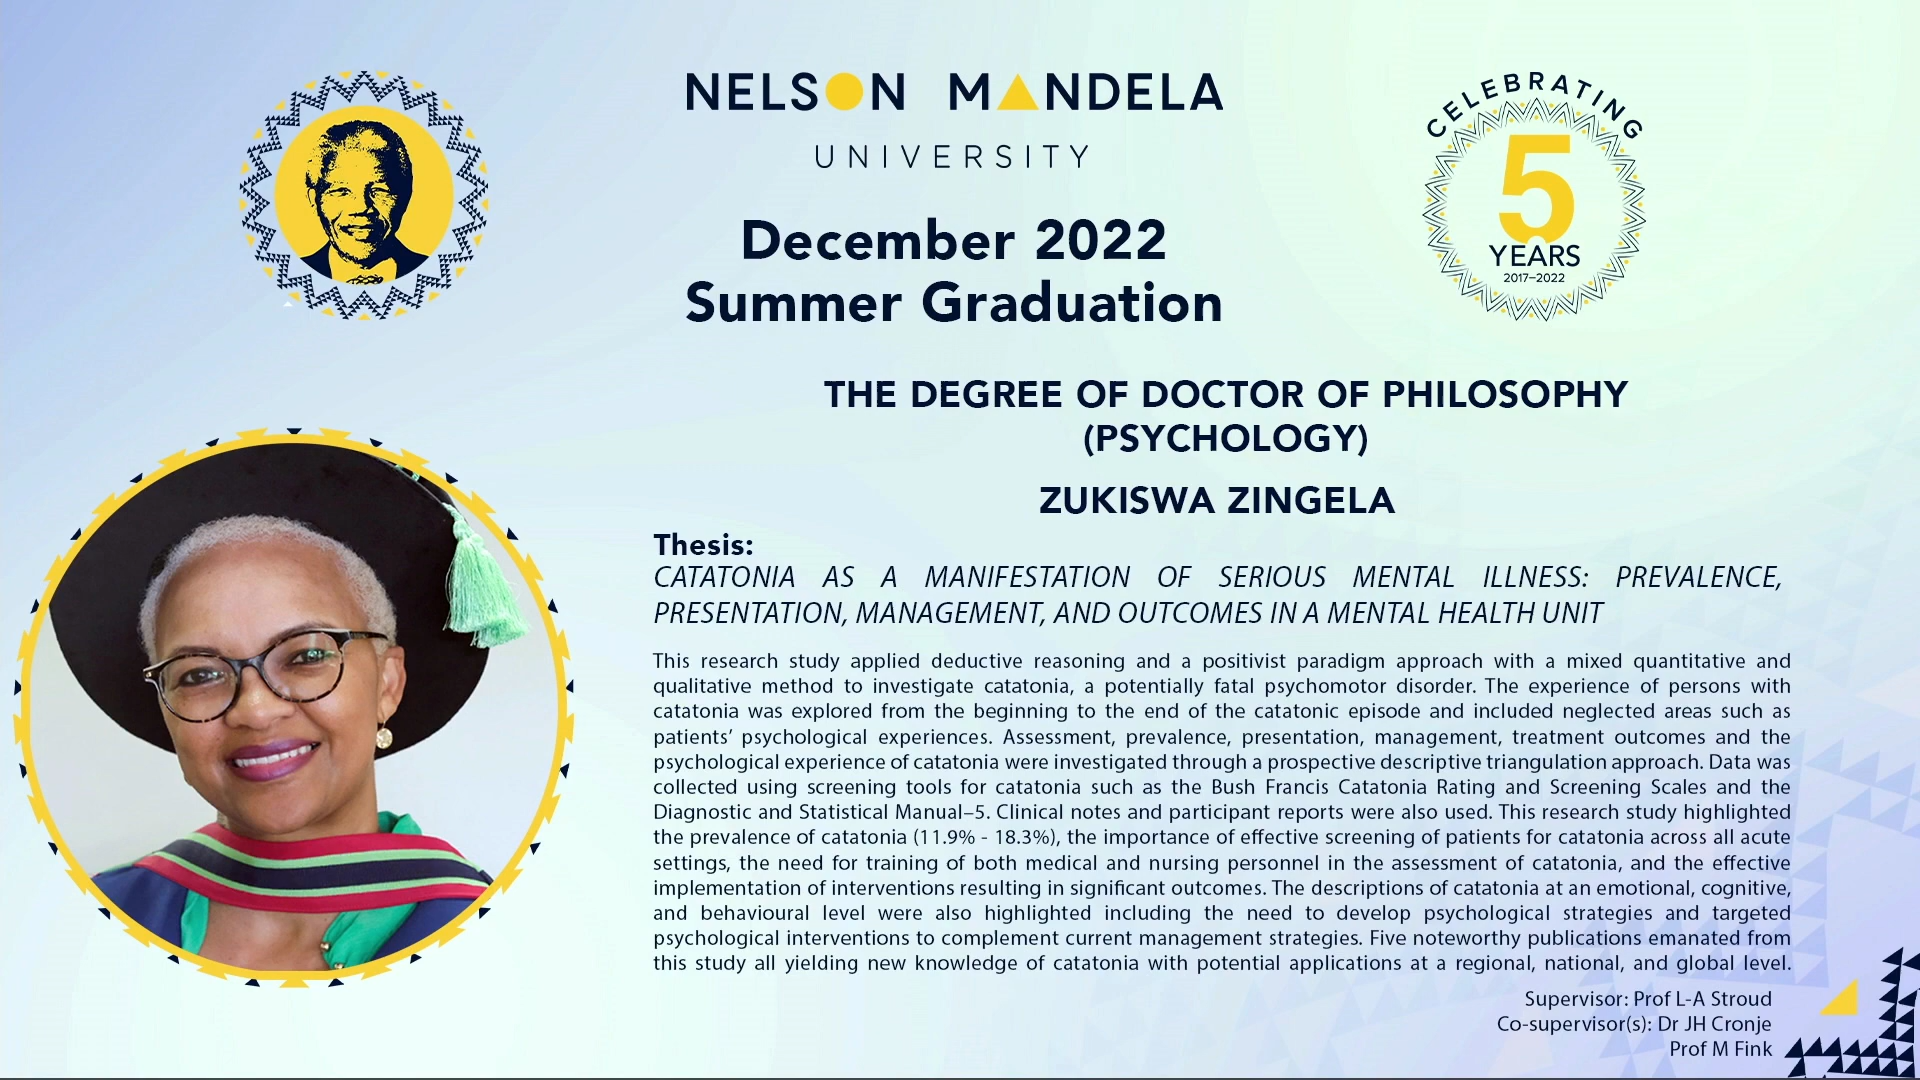 NELSON MANDELA
UNIVERSITY
December 2022
Summer Graduation
CELEBRATING
5
YEARS
2017–2022
THE DEGREE OF DOCTOR OF PHILOSOPHY
(PSYCHOLOGY)
ZUKISWA ZINGELA
Thesis:
CATATONIA AS A MANIFESTATION OF SERIOUS MENTAL ILLNESS: PREVALENCE,
PRESENTATION, MANAGEMENT, AND OUTCOMES IN A MENTAL HEALTH UNIT
This research study applied deductive reasoning and a positivist paradigm approach with a mixed quantitative and
qualitative method to investigate catatonia, a potentially fatal psychomotor disorder. The experience of persons with
catatonia was explored from the beginning to the end of the catatonic episode and included neglected areas such as
patients’ psychological experiences. Assessment, prevalence, presentation, management, treatment outcomes and the
psychological experience of catatonia were investigated through a prospective descriptive triangulation approach. Data was
collected using screening tools for catatonia such as the Bush Francis Catatonia Rating and Screening Scales and the
Diagnostic and Statistical Manual–5. Clinical notes and participant reports were also used. This research study highlighted
the prevalence of catatonia (11.9% - 18.3%), the importance of effective screening of patients for catatonia across all acute
settings, the need for training of both medical and nursing personnel in the assessment of catatonia, and the effective
implementation of interventions resulting in significant outcomes. The descriptions of catatonia at an emotional, cognitive,
and behavioural level were also highlighted including the need to develop psychological strategies and targeted
psychological interventions to complement current management strategies. Five noteworthy publications emanated from
this study all yielding new knowledge of catatonia with potential applications at a regional, national, and global level.
Supervisor: Prof L-A Stroud
Co-supervisor(s): Dr JH Cronje
Prof M Fink